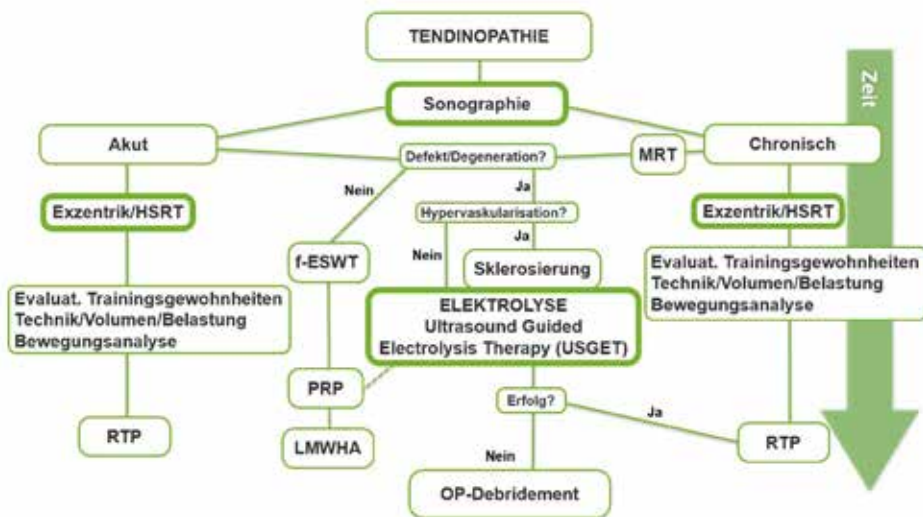 TENDINOPATHIE
Zeit
Sonographie
Akut
Defekt/Degeneration?
MRT
Chronisch
Nein
Ja
Exzentrik/HSRT
Hypervaskularisation?
Exzentrik/HSRT
Nein
Ja
f-ESWT
Sklerosierung
Evaluat. Trainingsgewohnheiten
Technik/Volumen/Belastung
Bewegungsanalyse
ELEKTROLYSE
Ultrasound Guided
Electrolysis Therapy (USGET)
Evaluat. Trainingsgewohnheiten
Technik/Volumen/Belastung
Bewegungsanalyse
PRP
Erfolg?
Ja
RTP
LMWHA
Nein
RTP
OP-Debridement